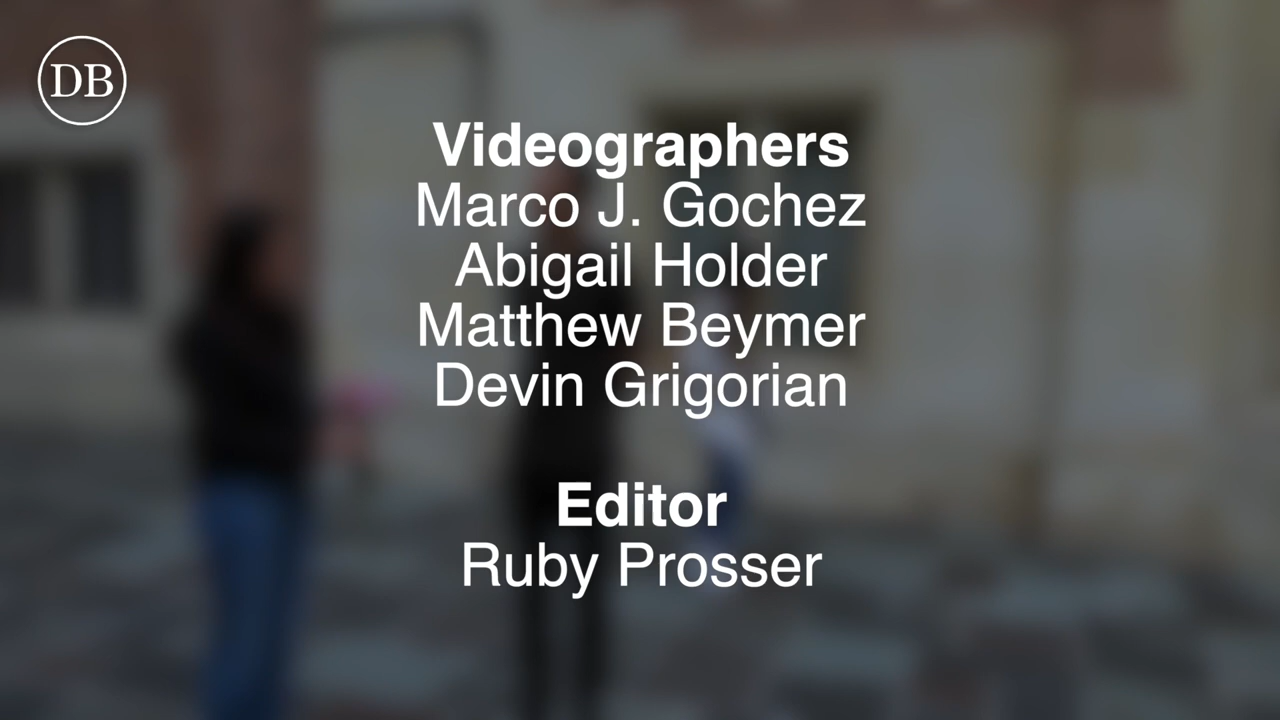 DB
Videographers
Marco J. Gochez
Abigail Holder
Matthew Beymer
Devin Grigorian
Editor
Ruby Prosser